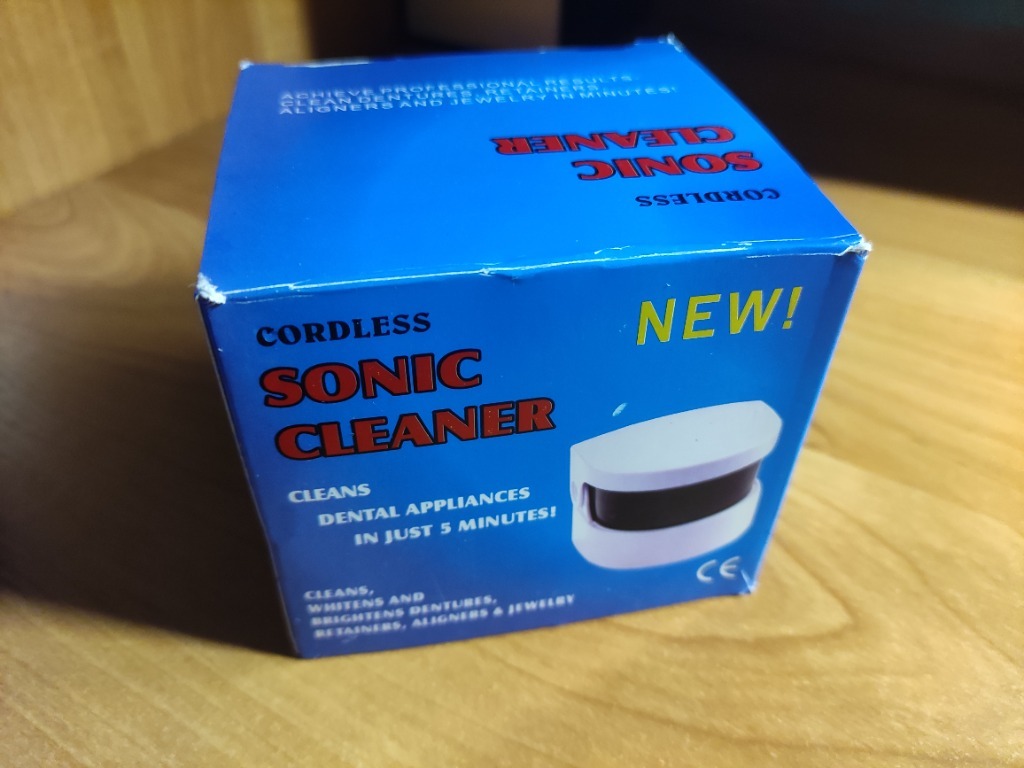 ACHIEVE PROFESSIONAL RESULTS.
CLEAN DENTURES, RETAINERS,
ALIGNERS AND JEWELRY IN MINUTES!
CORDLESS
SONIC
CLEANER
CORDLESS
SONIC
CLEANER
NEW!
CLEANS
DENTAL APPLIANCES
IN JUST 5 MINUTES!
CLEANS,
WHITENS AND
BRIGHTENS DENTURES,
RETAINERS, ALIGNERS & JEWELRY
CE